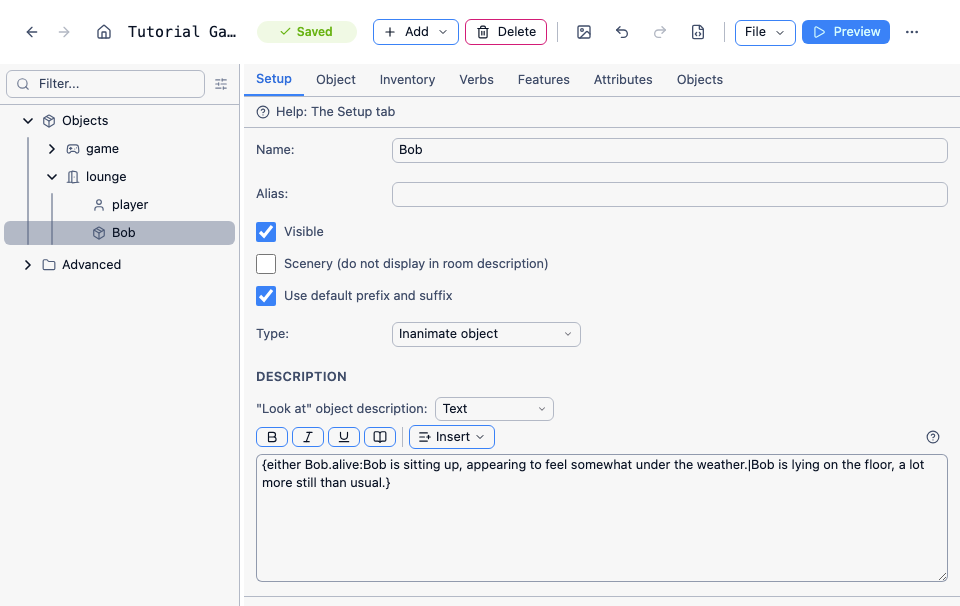 Tutorial Ga...
Saved
Add
Delete
File
Preview
Filter...
Objects
game
lounge
player
Bob
Advanced
Setup
Object
Inventory
Verbs
Features
Attributes
Objects
Help: The Setup tab
Name:
Bob
Alias:
Visible
Scenery (do not display in room description)
Use default prefix and suffix
Type:
Inanimate object
DESCRIPTION
"Look at" object description:
Text
B
I
U
Insert
{either Bob.alive:Bob is sitting up, appearing to feel somewhat under the weather.|Bob is lying on the floor, a lot
more still than usual.}